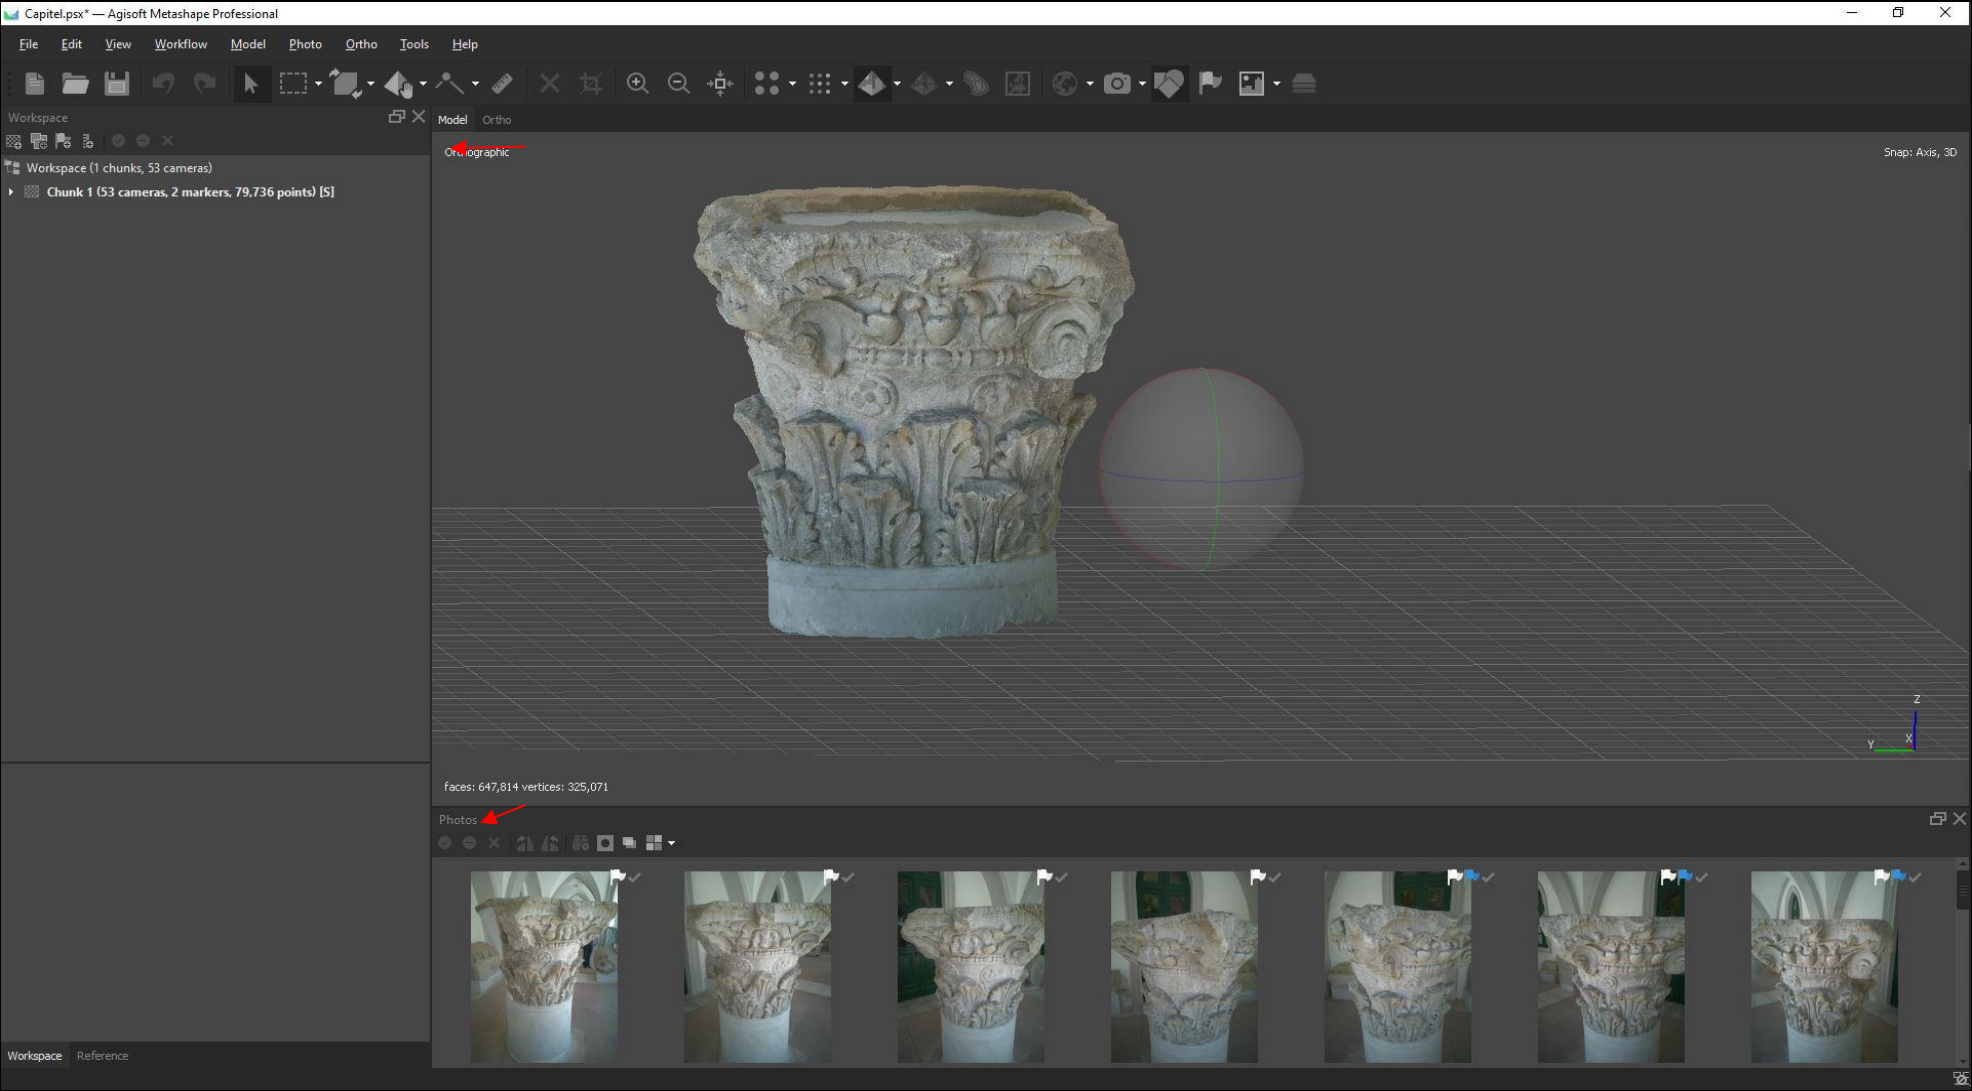 Capitel.psx* — Agisoft Metashape Professional
File Edit View Workflow Model Photo Ortho Tools Help
Workspace
Model Ortho
Orthographic
Snap: Axis, 3D
Workspace (1 chunks, 53 cameras)
Chunk 1 (53 cameras, 2 markers, 79,736 points) [S]
Z
Y
X
faces: 647,814 vertices: 325,071
Photos
Workspace Reference